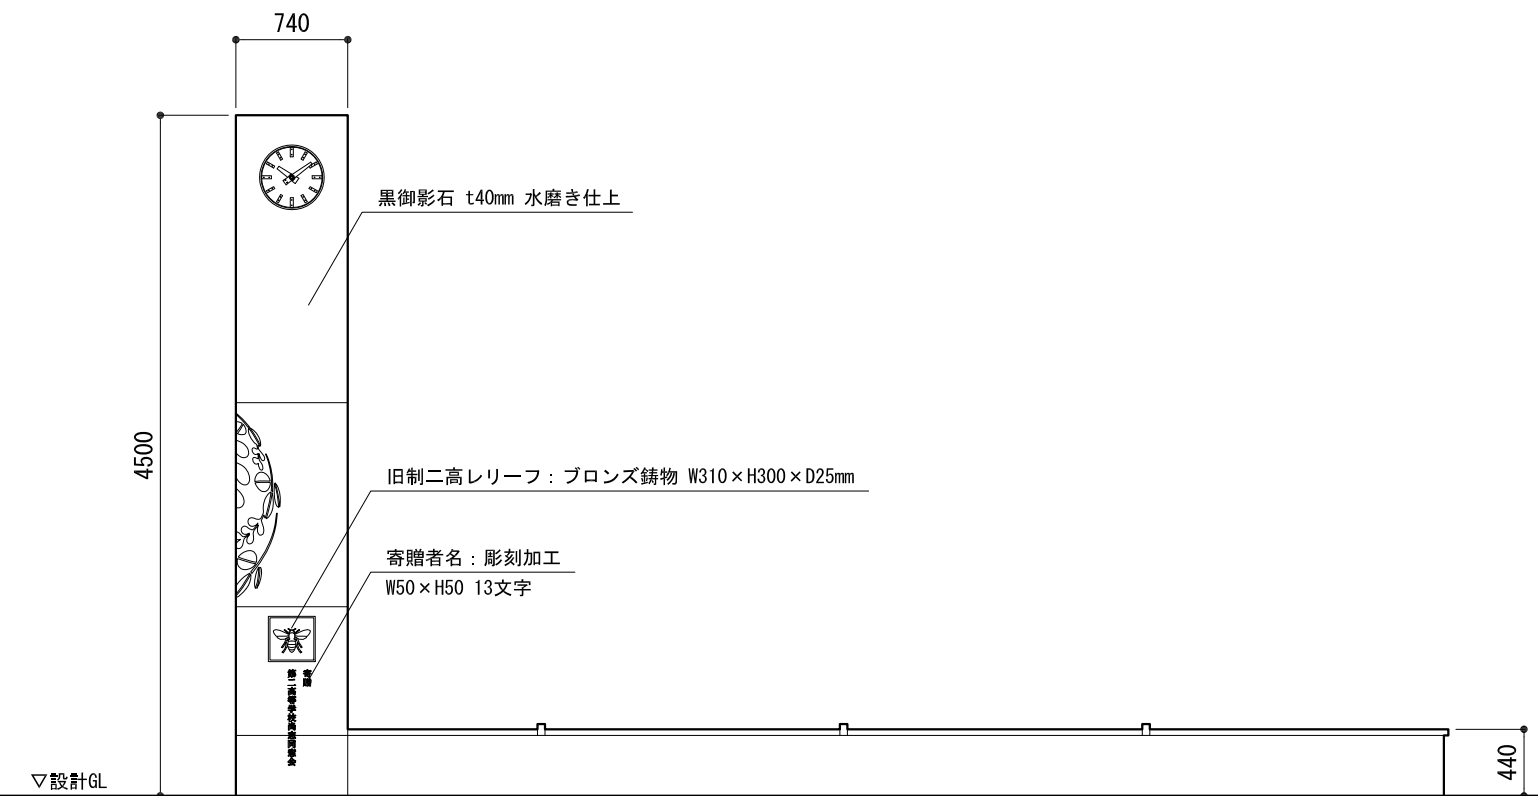 740
黒御影石 t40mm 水磨き仕上
4500
旧制二高レリーフ：ブロンズ鋳物 W310×H300×D25mm
寄贈者名：彫刻加工
W50×H50 13文字
寄贈
第二高等学校尚志同窓会
440
▽設計GL